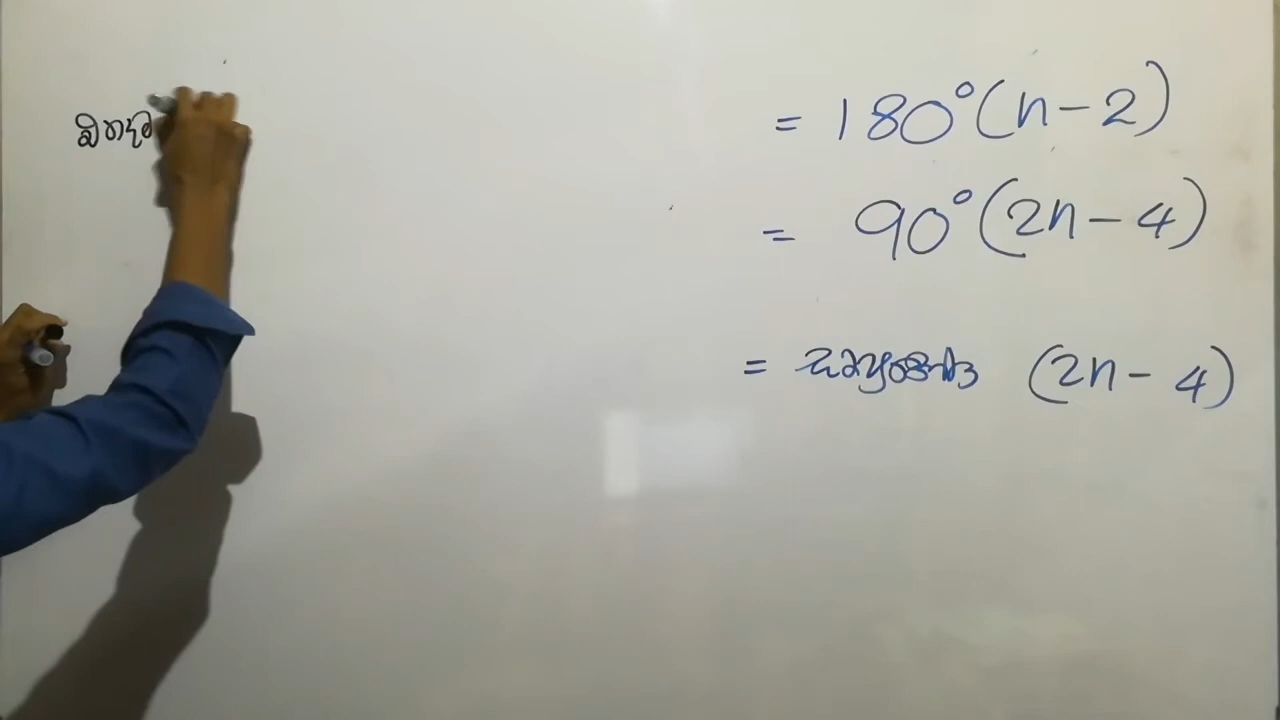 = 180°(n-2)
= 90°(2n-4)
= සෘජුකෝණ (2n-4)